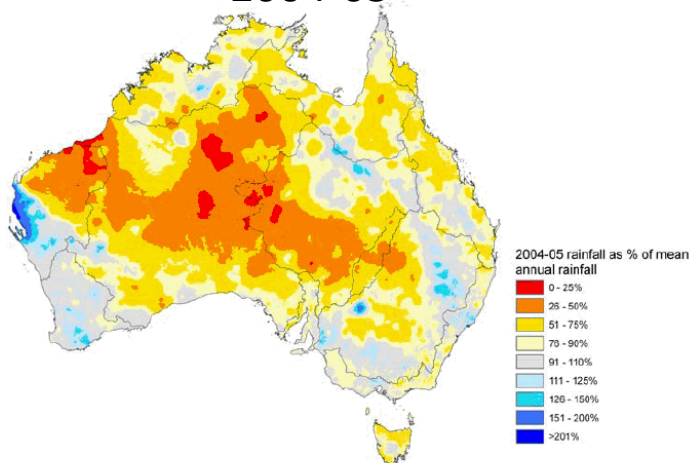 2004-05 rainfall as % of mean
annual rainfall
0 - 25%
26 - 50%
51 - 75%
76 - 90%
91 - 110%
111 - 125%
126 - 150%
151 - 200%
>201%